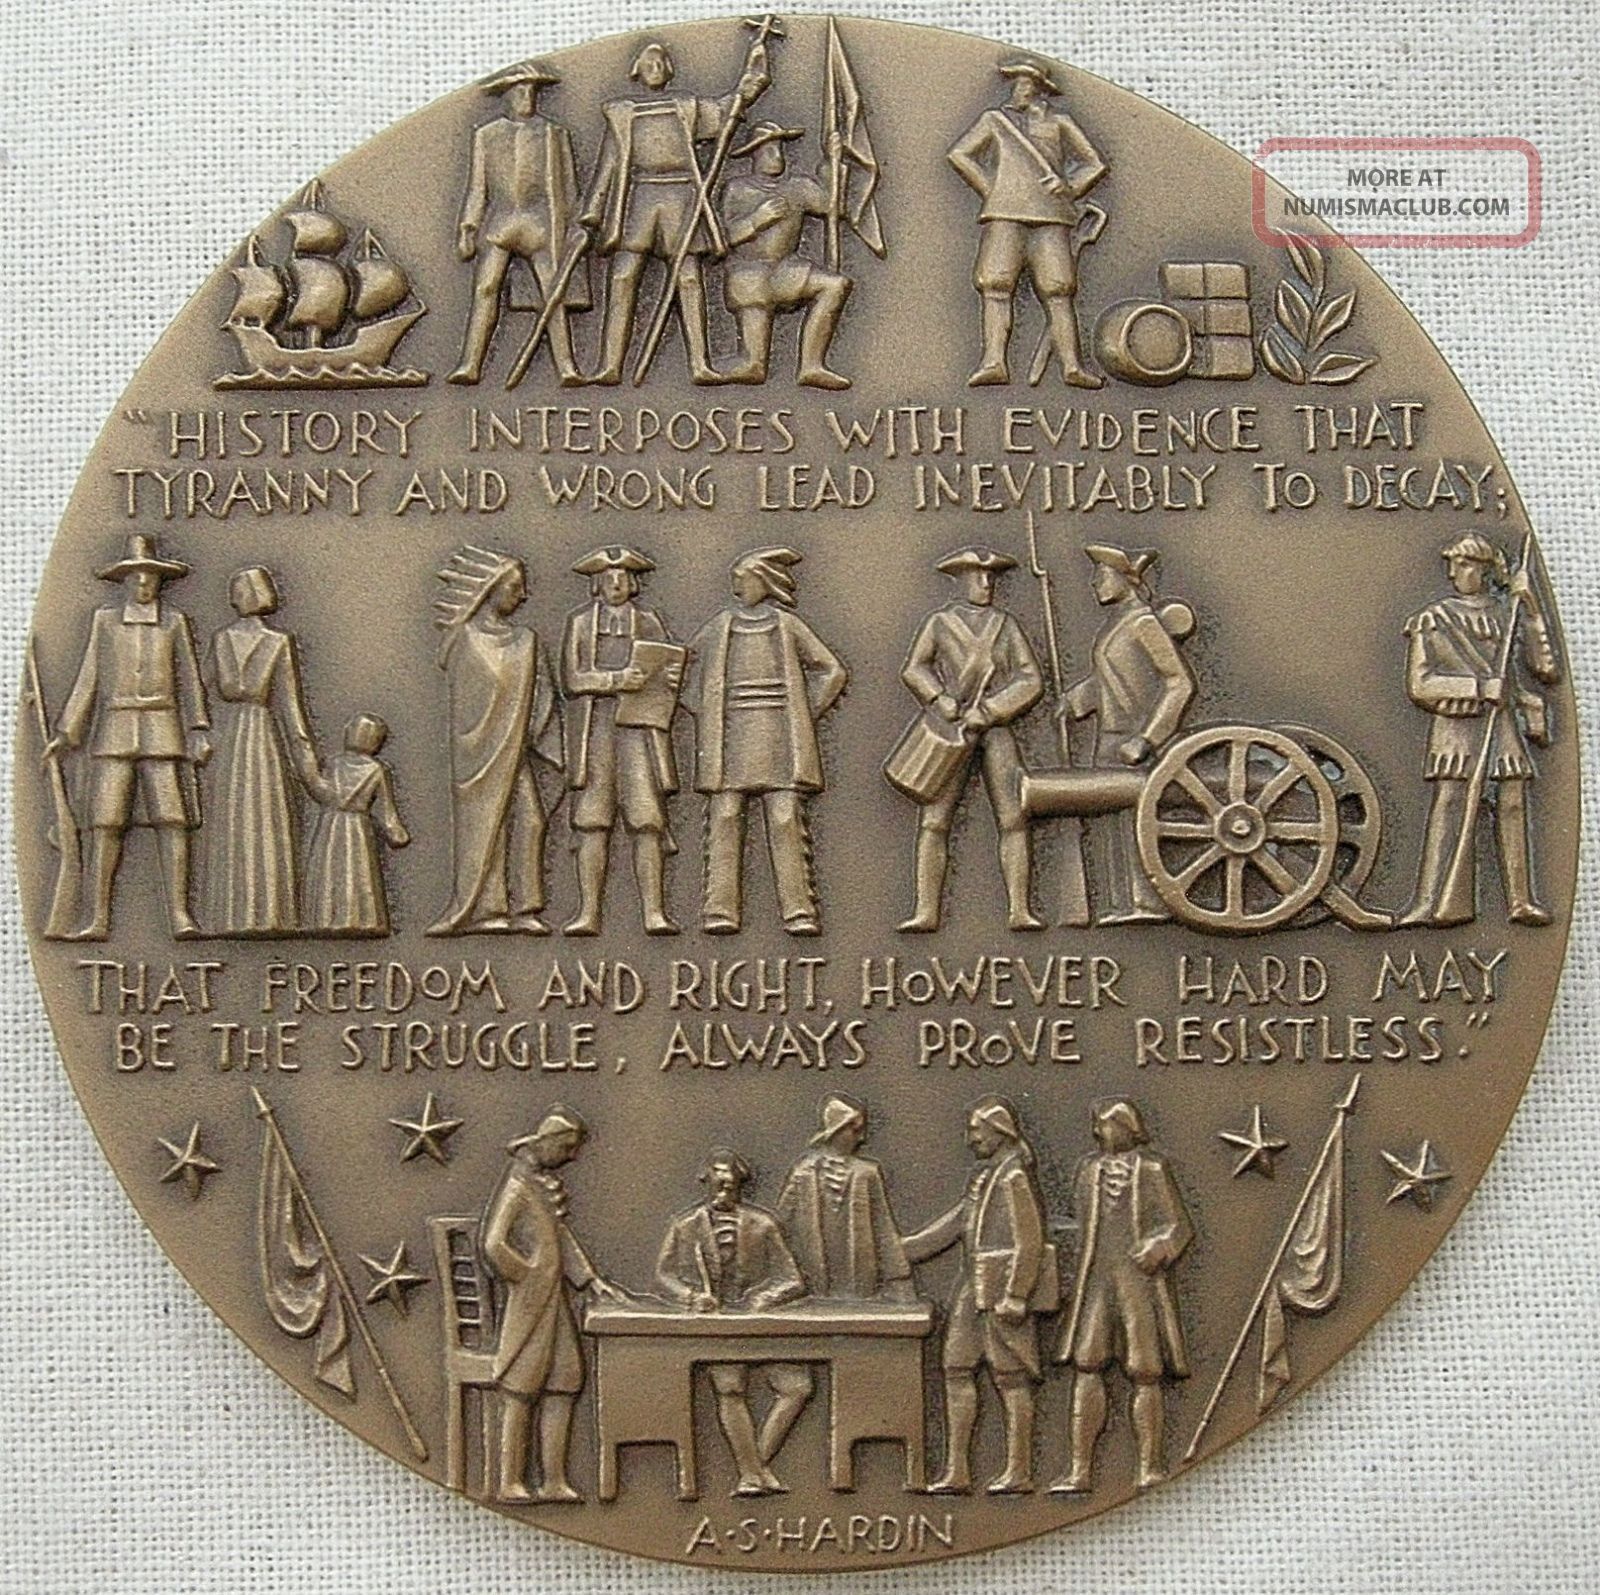 MORE AT
NUMISMACLUB.COM
"HISTORY INTERPOSES WITH EVIDENCE THAT
TYRANNY AND WRONG LEAD INEVITABLY TO DECAY;
THAT FREEDOM AND RIGHT, HOWEVER HARD MAY
BE THE STRUGGLE, ALWAYS PROVE RESISTLESS."
A·S·HARDIN